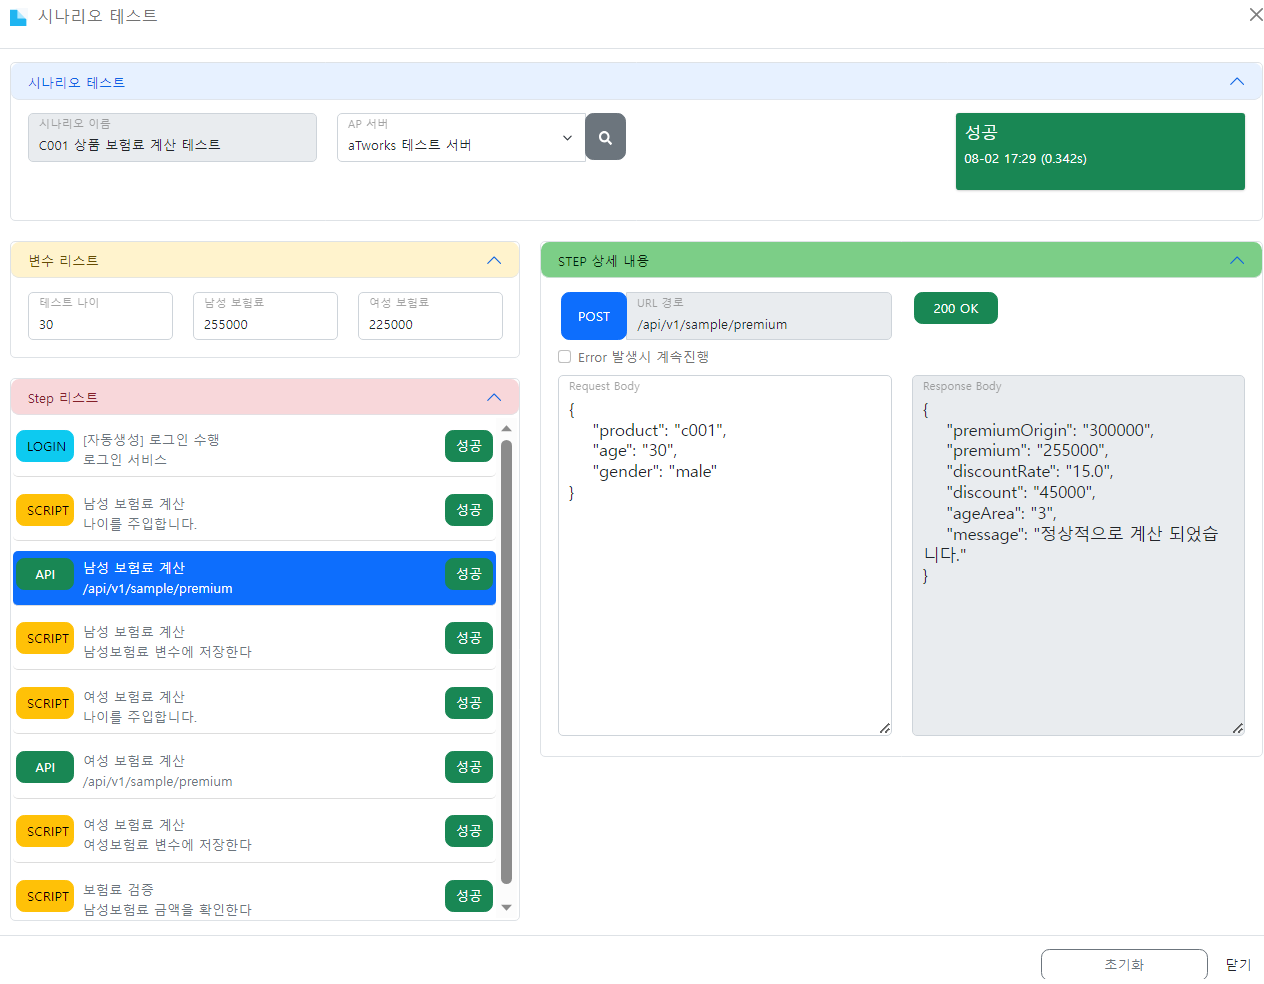 시나리오 테스트
시나리오 테스트
시나리오 이름
C001 상품 보험료 계산 테스트
AP 서버
aTworks 테스트 서버
성공
08-02 17:29 (0.342s)
변수 리스트
테스트 나이
30
남성 보험료
255000
여성 보험료
225000
Step 리스트
LOGIN
[자동생성] 로그인 수행
로그인 서비스
성공
SCRIPT
남성 보험료 계산
나이를 주입합니다.
성공
API
남성 보험료 계산
/api/v1/sample/premium
성공
SCRIPT
남성 보험료 계산
남성보험료 변수에 저장한다
성공
SCRIPT
여성 보험료 계산
나이를 주입합니다.
성공
API
여성 보험료 계산
/api/v1/sample/premium
성공
SCRIPT
여성 보험료 계산
여성보험료 변수에 저장한다
성공
SCRIPT
보험료 검증
남성보험료 금액을 확인한다
성공
STEP 상세 내용
POST
URL 경로
/api/v1/sample/premium
200 OK
Error 발생시 계속진행
Request Body
{
"product": "c001",
"age": "30",
"gender": "male"
}
Response Body
{
"premiumOrigin": "300000",
"premium": "255000",
"discountRate": "15.0",
"discount": "45000",
"ageArea": "3",
"message": "정상적으로 계산 되었습
니다."
}
초기화
닫기